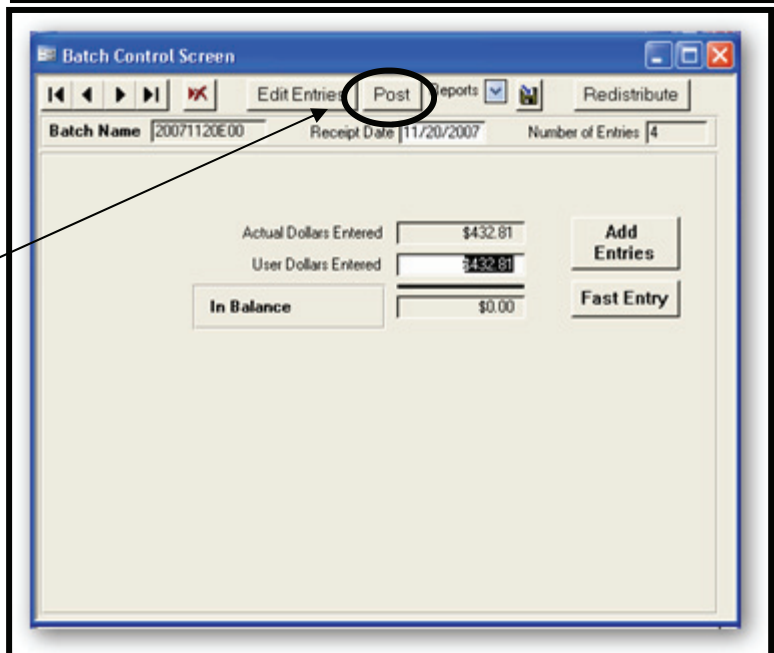 Batch Control Screen
Edit Entries Post Reports Redistribute
Batch Name 20071120E00 Receipt Date 11/20/2007 Number of Entries 4
Actual Dollars Entered $432.81 Add Entries
User Dollars Entered $432.81
In Balance $0.00 Fast Entry